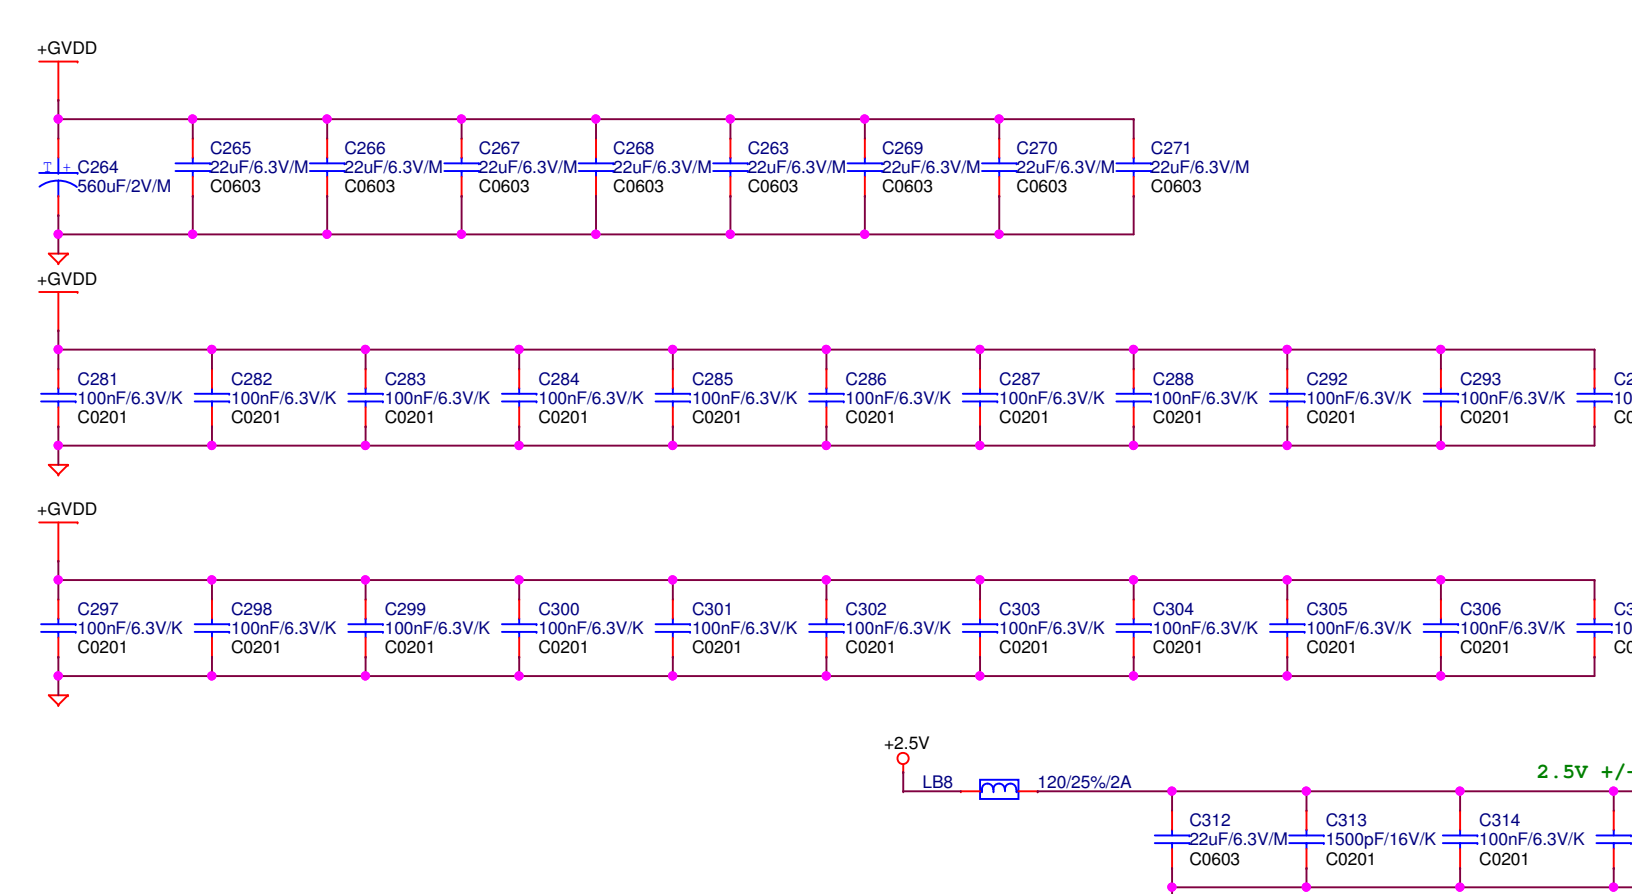 +GVDD
C264
560uF/2V/M
C265
22uF/6.3V/M
C0603
C266
22uF/6.3V/M
C0603
C267
22uF/6.3V/M
C0603
C268
22uF/6.3V/M
C0603
C263
22uF/6.3V/M
C0603
C269
22uF/6.3V/M
C0603
C270
22uF/6.3V/M
C0603
C271
22uF/6.3V/M
C0603
+GVDD
C281
100nF/6.3V/K
C0201
C282
100nF/6.3V/K
C0201
C283
100nF/6.3V/K
C0201
C284
100nF/6.3V/K
C0201
C285
100nF/6.3V/K
C0201
C286
100nF/6.3V/K
C0201
C287
100nF/6.3V/K
C0201
C288
100nF/6.3V/K
C0201
C292
100nF/6.3V/K
C0201
C293
100nF/6.3V/K
C0201
+GVDD
C297
100nF/6.3V/K
C0201
C298
100nF/6.3V/K
C0201
C299
100nF/6.3V/K
C0201
C300
100nF/6.3V/K
C0201
C301
100nF/6.3V/K
C0201
C302
100nF/6.3V/K
C0201
C303
100nF/6.3V/K
C0201
C304
100nF/6.3V/K
C0201
C305
100nF/6.3V/K
C0201
C306
100nF/6.3V/K
C0201
+2.5V
LB8
120/25%/2A
2.5V +/-
C312
22uF/6.3V/M
C0603
C313
1500pF/16V/K
C0201
C314
100nF/6.3V/K
C0201